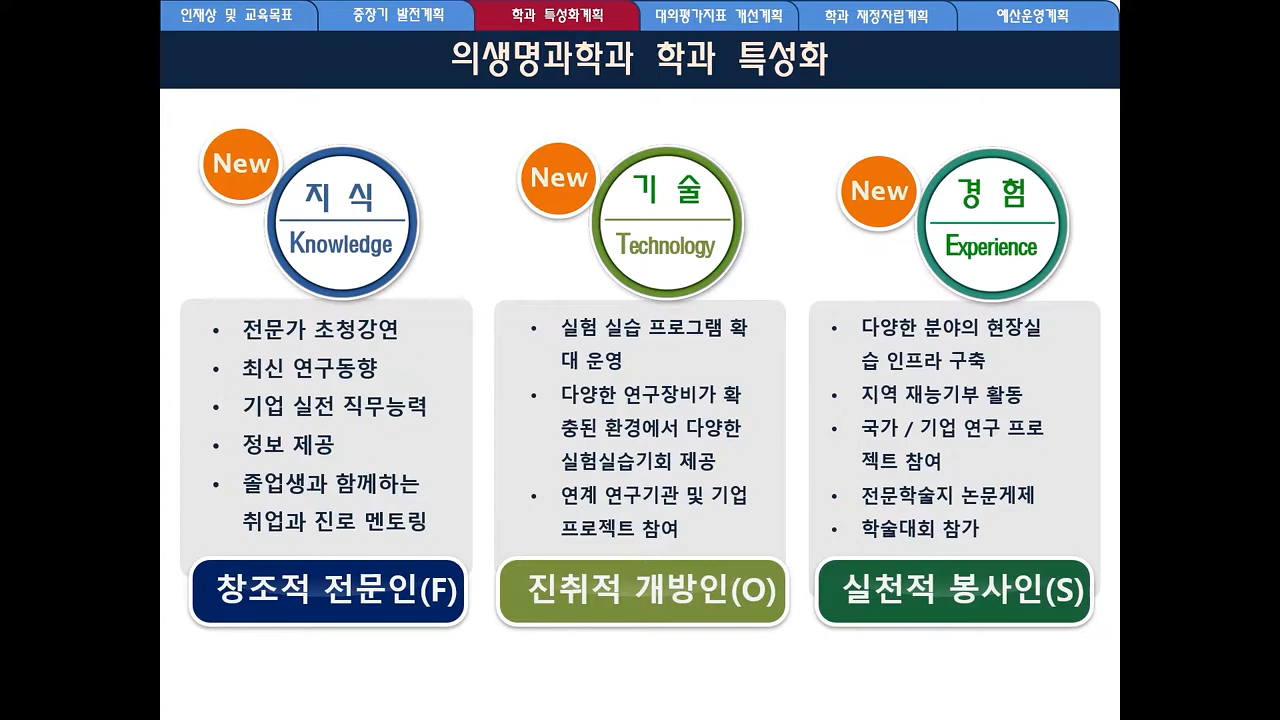 인재상 및 교육목표
중장기 발전계획
학과 특성화계획
대외평가지표 개선계획
학과 재정자립계획
예산운영계획
의생명과학과 학과 특성화
New
지 식
Knowledge
• 전문가 초청강연
• 최신 연구동향
• 기업 실전 직무능력
• 정보 제공
• 졸업생과 함께하는
취업과 진로 멘토링
창조적 전문인(F)
New
기 술
Technology
• 실험 실습 프로그램 확
대 운영
• 다양한 연구장비가 확
충된 환경에서 다양한
실험실습기회 제공
• 연계 연구기관 및 기업
프로젝트 참여
진취적 개방인(O)
New
경 험
Experience
• 다양한 분야의 현장실
습 인프라 구축
• 지역 재능기부 활동
• 국가 / 기업 연구 프로
젝트 참여
• 전문학술지 논문게제
• 학술대회 참가
실천적 봉사인(S)